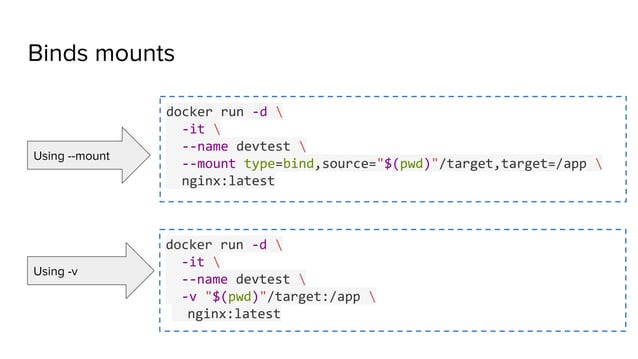 Binds mounts
Using --mount
docker run -d \
-it \
--name devtest \
--mount type=bind,source="$(pwd)"/target,target=/app \
nginx:latest
Using -v
docker run -d \
-it \
--name devtest \
-v "$(pwd)"/target:/app \
nginx:latest